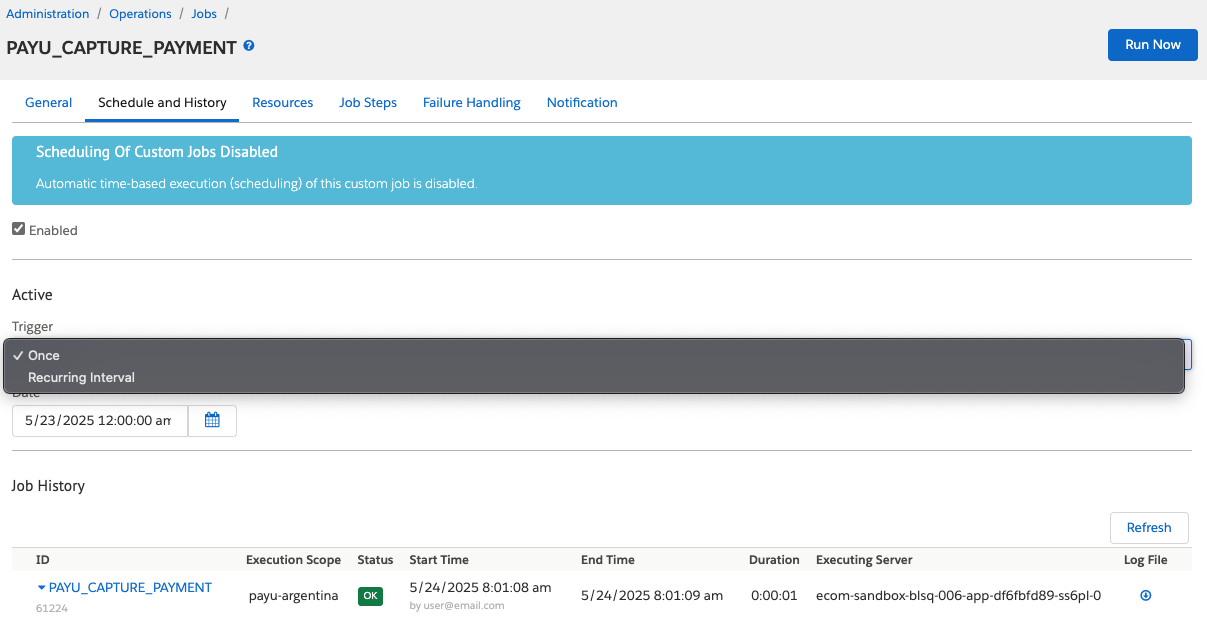 Administration / Operations / Jobs /
PAYU_CAPTURE_PAYMENT ?
Run Now
General Schedule and History Resources Job Steps Failure Handling Notification
Scheduling Of Custom Jobs Disabled
Automatic time-based execution (scheduling) of this custom job is disabled.
Enabled
Active
Trigger
✓ Once
Recurring Interval
Date
5/23/2025 12:00:00 am
Job History
Refresh
ID Execution Scope Status Start Time End Time Duration Executing Server Log File
PAYU_CAPTURE_PAYMENT payu-argentina OK 5/24/2025 8:01:08 am 5/24/2025 8:01:09 am 0:00:01 ecom-sandbox-blsq-006-app-df6fbfd89-ss6pl-0
61224 by user@email.com